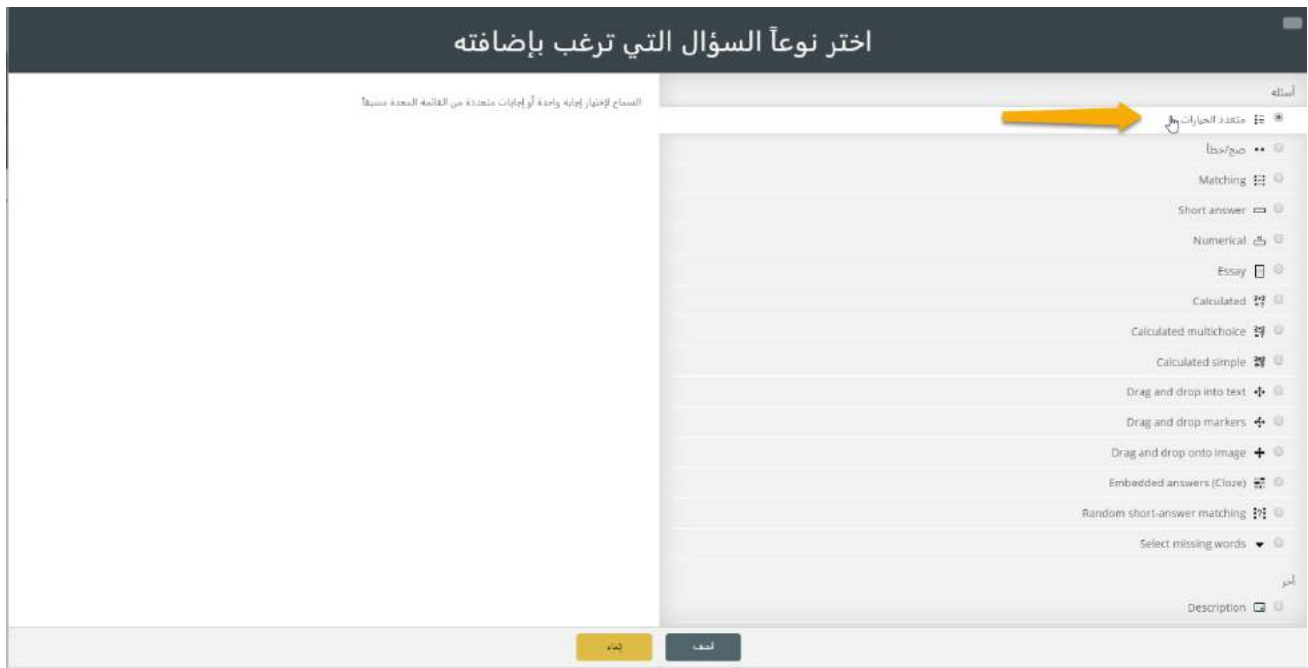 اختر نوعاً السؤال التي ترغب بإضافته
أسئلة
متعدد الخيارات
السماح لإختيار إجابة واحدة أو إجابات متعددة من القائمة المعدة مسبقاً
صح/خطأ
Matching
Short answer
Numerical
Essay
Calculated
Calculated multichoice
Calculated simple
Drag and drop into text
Drag and drop markers
Drag and drop onto image
Embedded answers (Cloze)
Random short-answer matching
Select missing words
آخر
Description
أضف
إلغاء